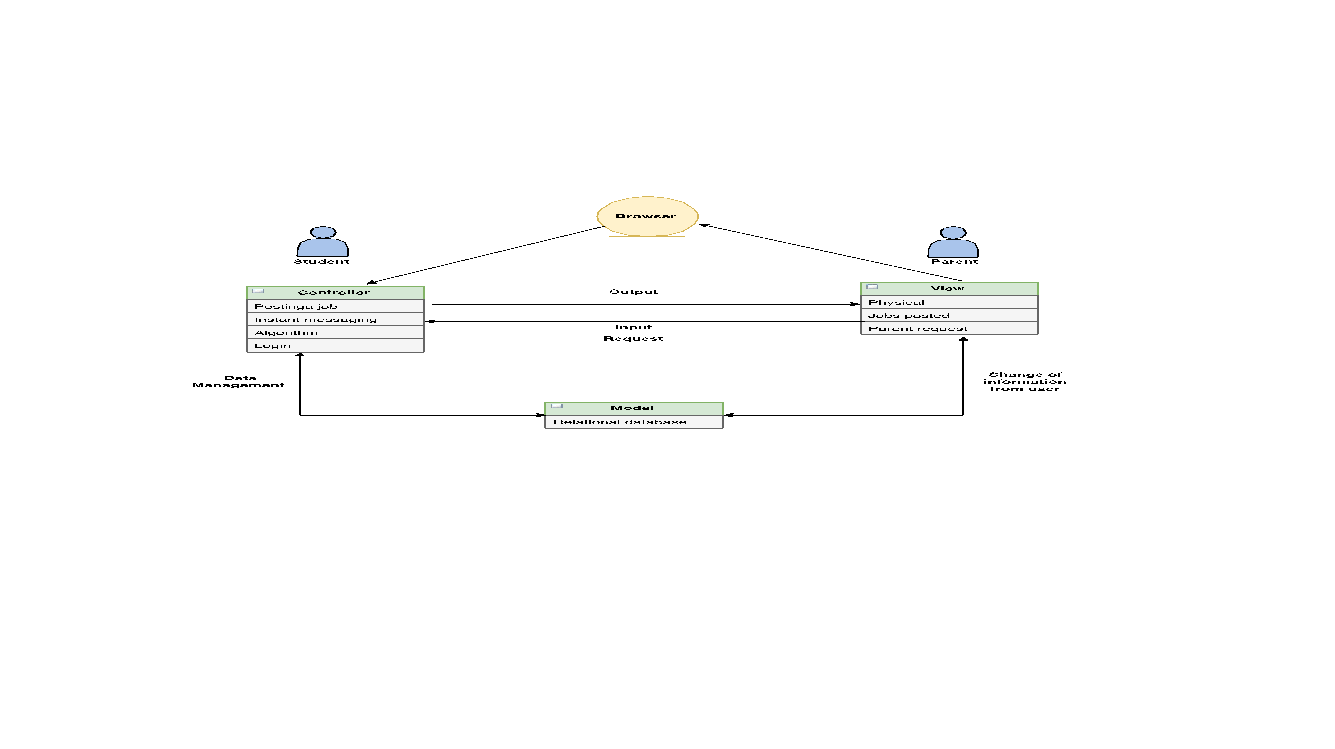 Browser
Student
Parent
Controller
Posting a job
Instant messaging
Algorithm
Login
Output
Input
Request
View
Physical
Jobs posted
Parent request
Data
Management
Change of
information
from user
Model
Relational database